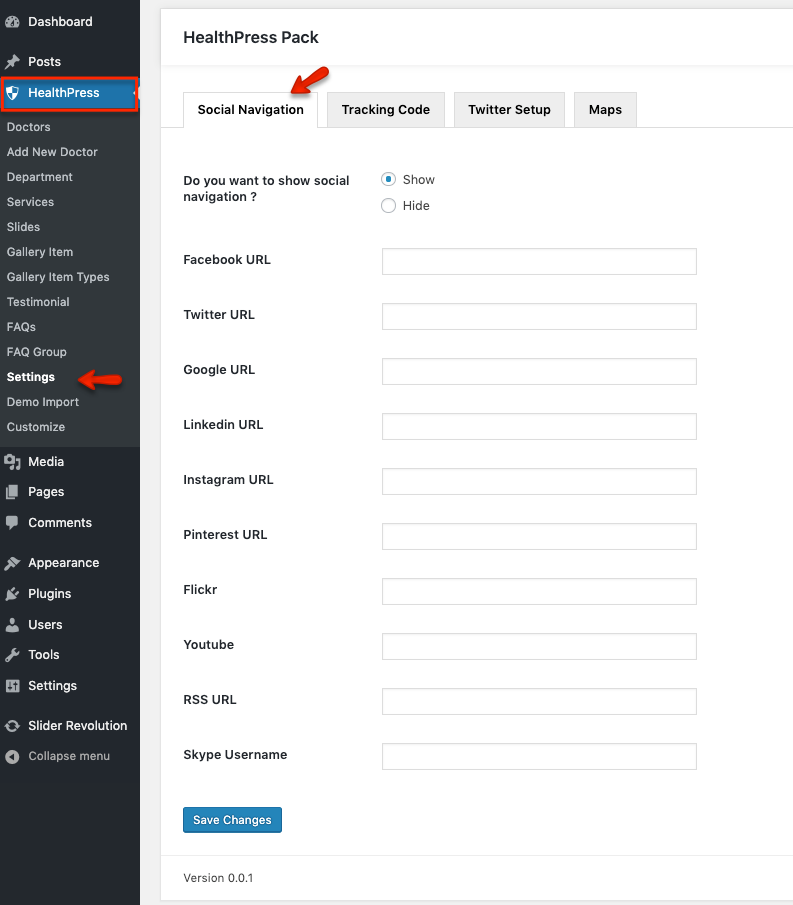 Dashboard
Posts
HealthPress
Doctors
Add New Doctor
Department
Services
Slides
Gallery Item
Gallery Item Types
Testimonial
FAQs
FAQ Group
Settings
Demo Import
Customize
Media
Pages
Comments
Appearance
Plugins
Users
Tools
Settings
Slider Revolution
Collapse menu
HealthPress Pack
Social Navigation
Tracking Code
Twitter Setup
Maps
Do you want to show social
navigation ?
Show
Hide
Facebook URL
Twitter URL
Google URL
Linkedin URL
Instagram URL
Pinterest URL
Flickr
Youtube
RSS URL
Skype Username
Save Changes
Version 0.0.1